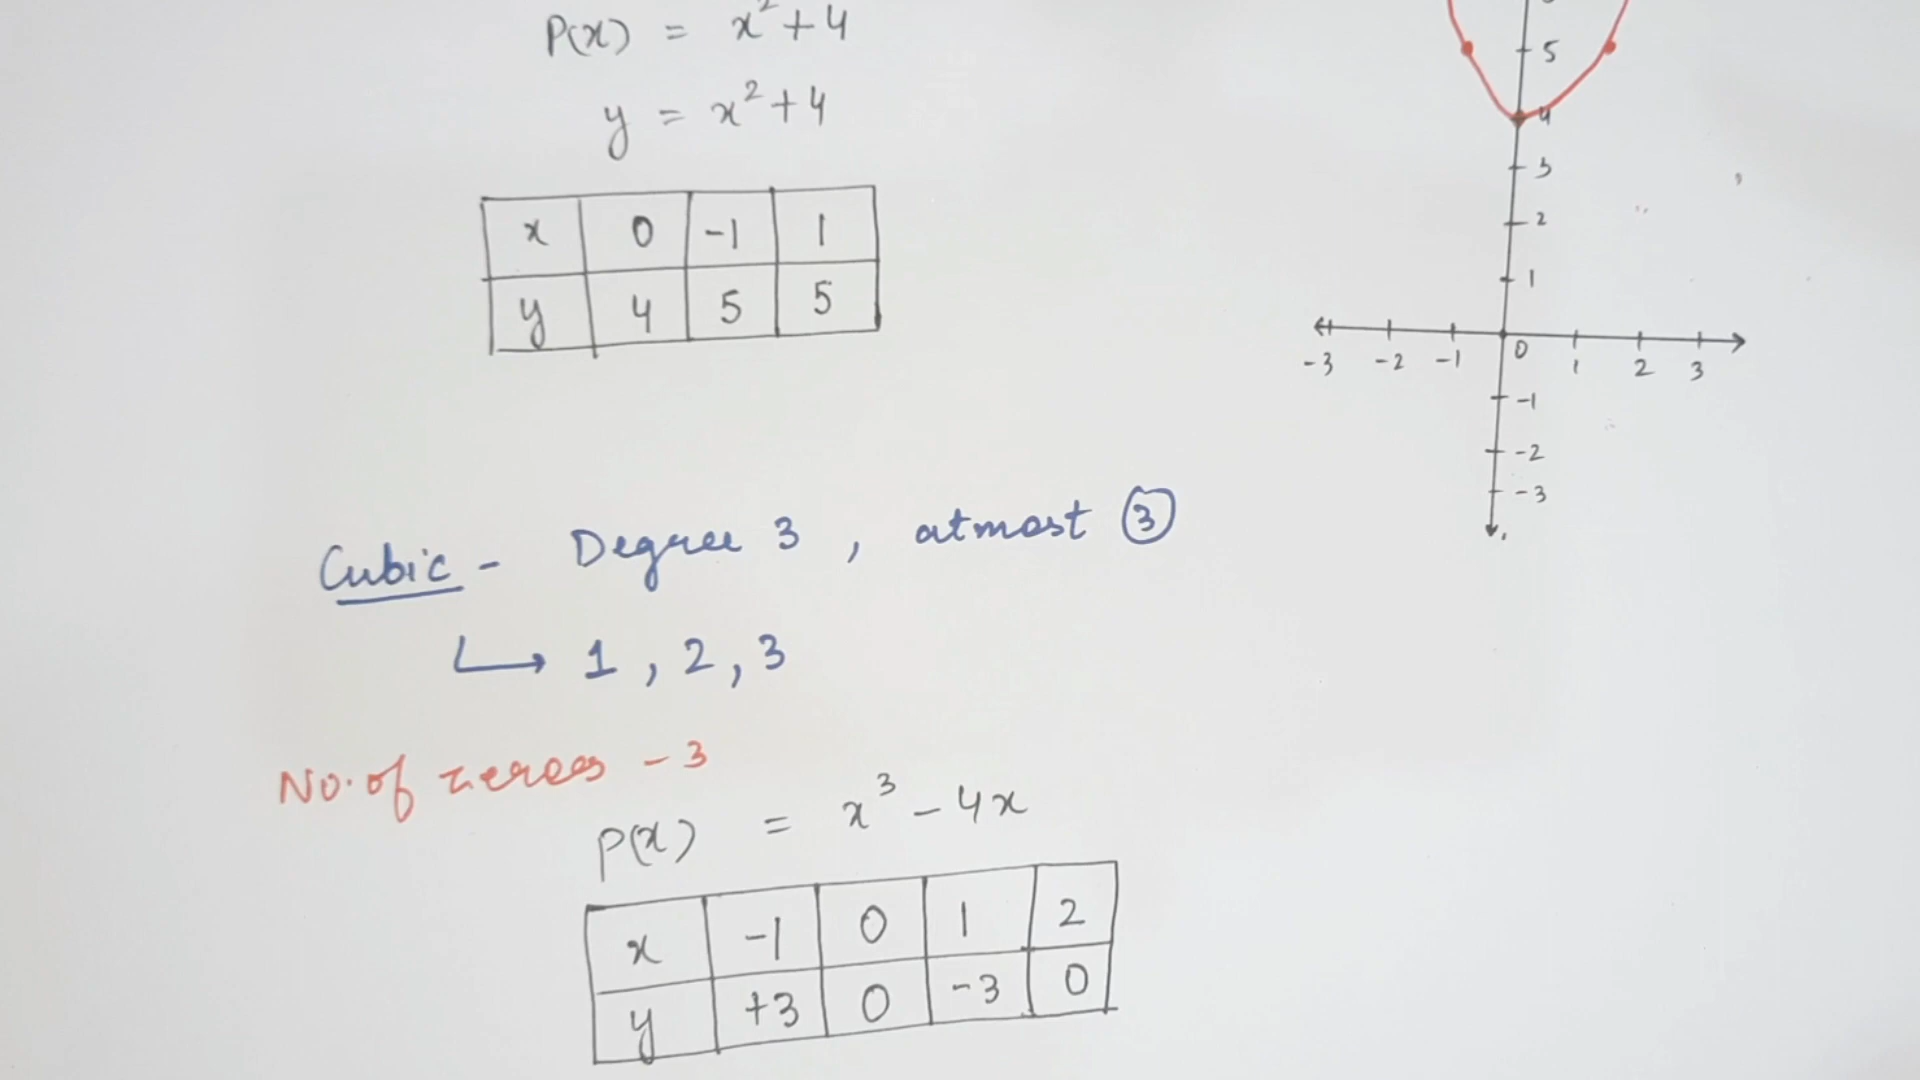 P(x) = x² + 4
y = x² + 4
x 0 -1 1
y 4 5 5
5
4
3
2
1
-3 -2 -1 0 1 2 3
-1
-2
-3
Cubic - Degree 3 , atmost 3
1 , 2 , 3
No. of zeroes - 3
P(x) = x³ - 4x
x -1 0 1 2
y +3 0 -3 0